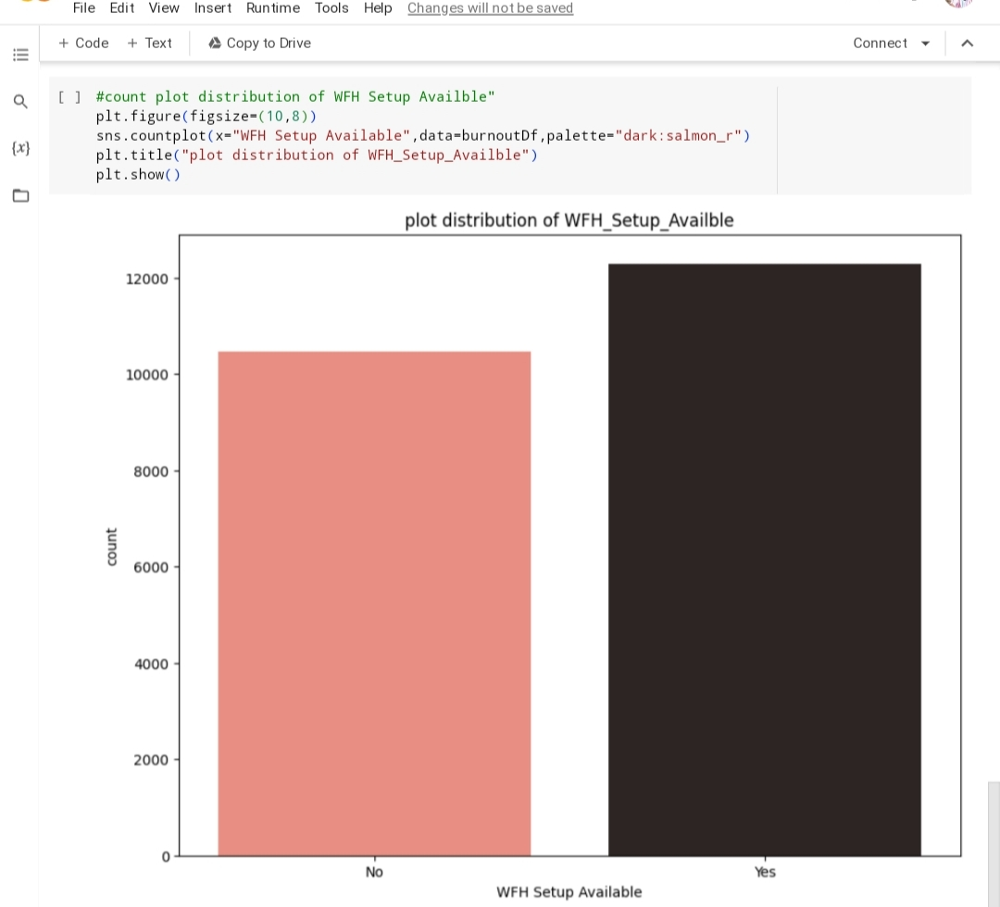 File Edit View Insert Runtime Tools Help Changes will not be saved
+ Code + Text Copy to Drive Connect
{x}
[ ] #count plot distribution of WFH Setup Availble"
plt.figure(figsize=(10,8))
sns.countplot(x="WFH Setup Available",data=burnoutDf,palette="dark:salmon_r")
plt.title("plot distribution of WFH_Setup_Availble")
plt.show()
plot distribution of WFH_Setup_Availble
12000
10000
8000
6000
4000
2000
0
count
No Yes
WFH Setup Available